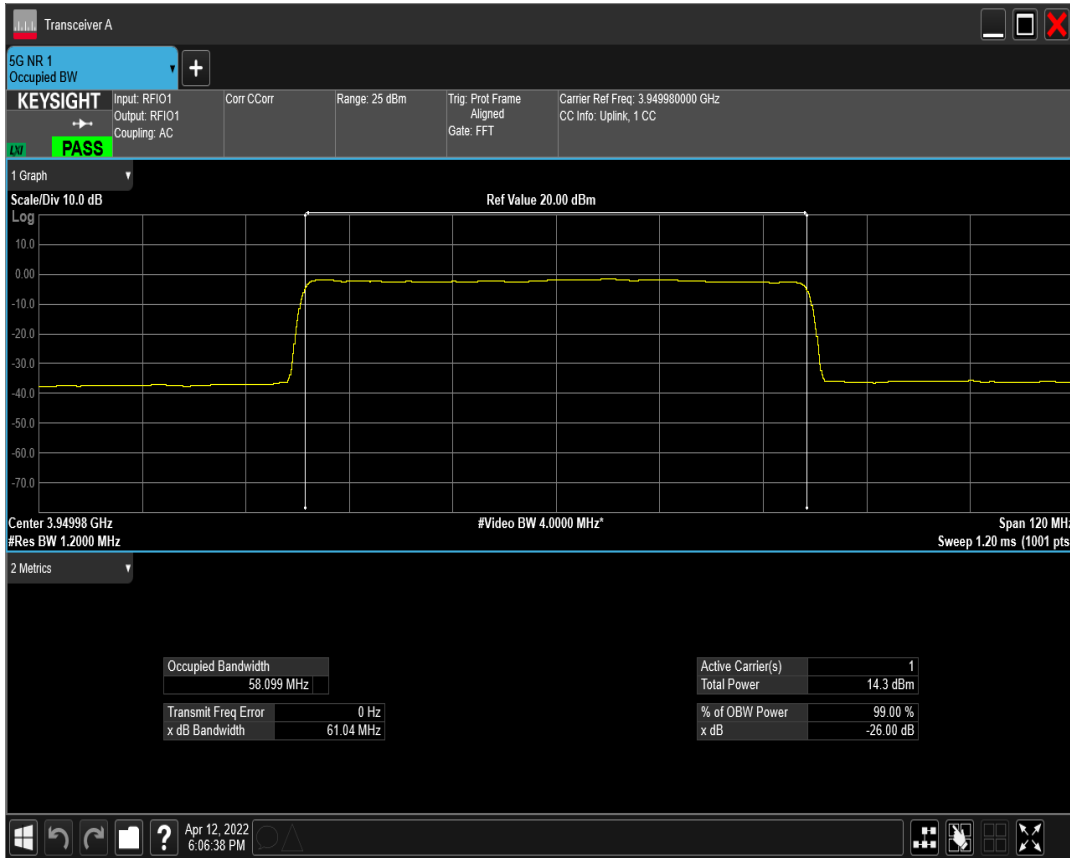 Transceiver A
5G NR 1
Occupied BW
+
KEYSIGHT
LXI
PASS
Input: RFIO1
Output: RFIO1
Coupling: AC
Corr CCorr
Range: 25 dBm
Trig: Prot Frame
Aligned
Gate: FFT
Carrier Ref Freq: 3.949980000 GHz
CC Info: Uplink, 1 CC
1 Graph
Scale/Div 10.0 dB
Ref Value 20.00 dBm
Log
10.0
0.00
-10.0
-20.0
-30.0
-40.0
-50.0
-60.0
-70.0
Center 3.94998 GHz
#Video BW 4.0000 MHz*
Span 120 MHz
#Res BW 1.2000 MHz
Sweep 1.20 ms (1001 pts
2 Metrics
Occupied Bandwidth
58.099 MHz
Transmit Freq Error 0 Hz
x dB Bandwidth 61.04 MHz
Active Carrier(s) 1
Total Power 14.3 dBm
% of OBW Power 99.00 %
x dB -26.00 dB
?
Apr 12, 2022
6:06:38 PM